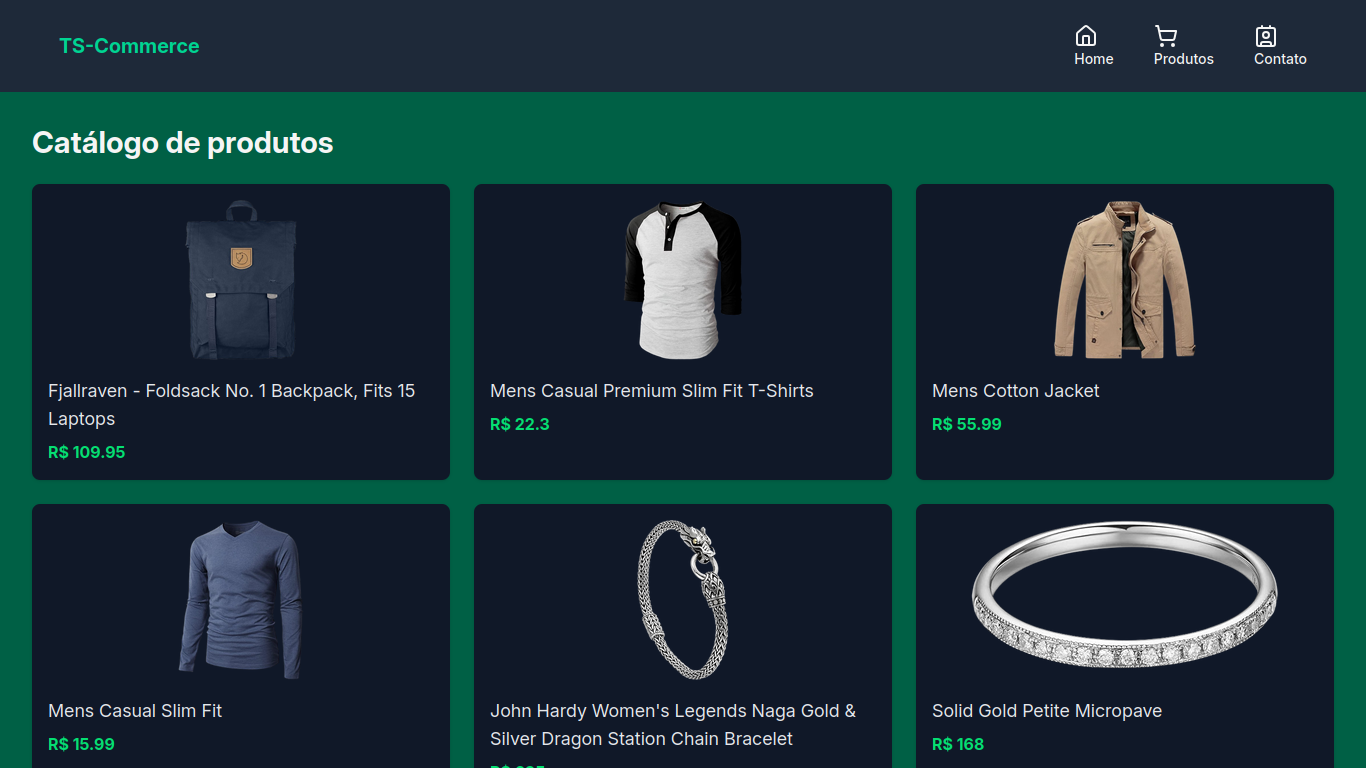 TS-Commerce
Home
Produtos
Contato
Catálogo de produtos
Fjallraven - Foldsack No. 1 Backpack, Fits 15
Laptops
R$ 109.95
Mens Casual Premium Slim Fit T-Shirts
R$ 22.3
Mens Cotton Jacket
R$ 55.99
Mens Casual Slim Fit
R$ 15.99
John Hardy Women's Legends Naga Gold &
Silver Dragon Station Chain Bracelet
Solid Gold Petite Micropave
R$ 168